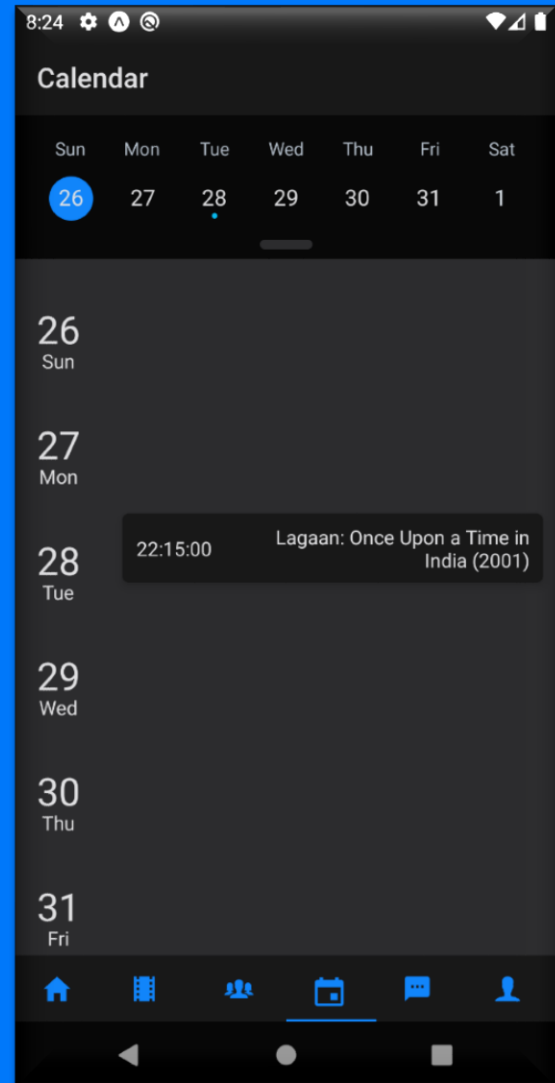 8:24
Calendar
Sun Mon Tue Wed Thu Fri Sat
26 27 28 29 30 31 1
26
Sun
27
Mon
28
Tue
22:15:00
Lagaan: Once Upon a Time in
India (2001)
29
Wed
30
Thu
31
Fri